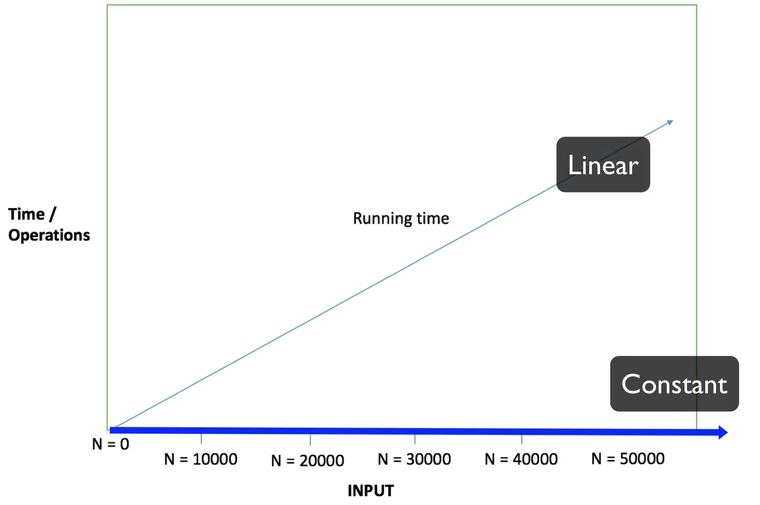 Linear
Time /
Operations
Running time
Constant
N = 0
N = 10000
N = 20000
N = 30000
N = 40000
N = 50000
INPUT